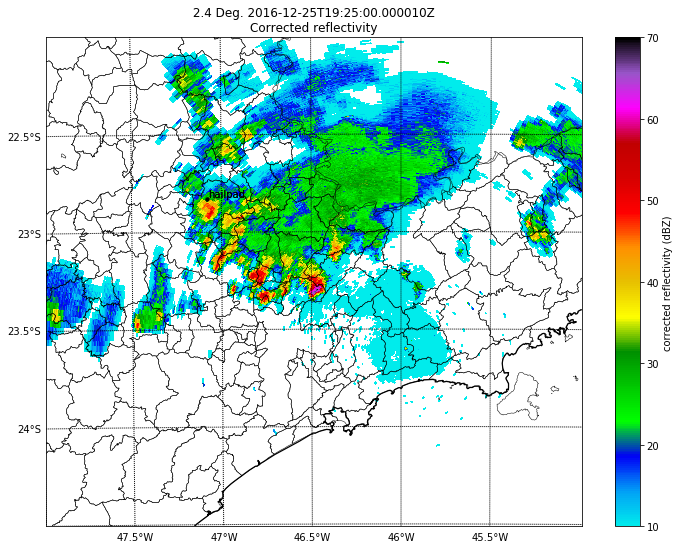 2.4 Deg. 2016-12-25T19:25:00.000010Z
Corrected reflectivity
22.5°S
23°S
23.5°S
24°S
47.5°W
47°W
46.5°W
46°W
45.5°W
hailpad
70
60
50
40
30
20
10
corrected reflectivity (dBZ)